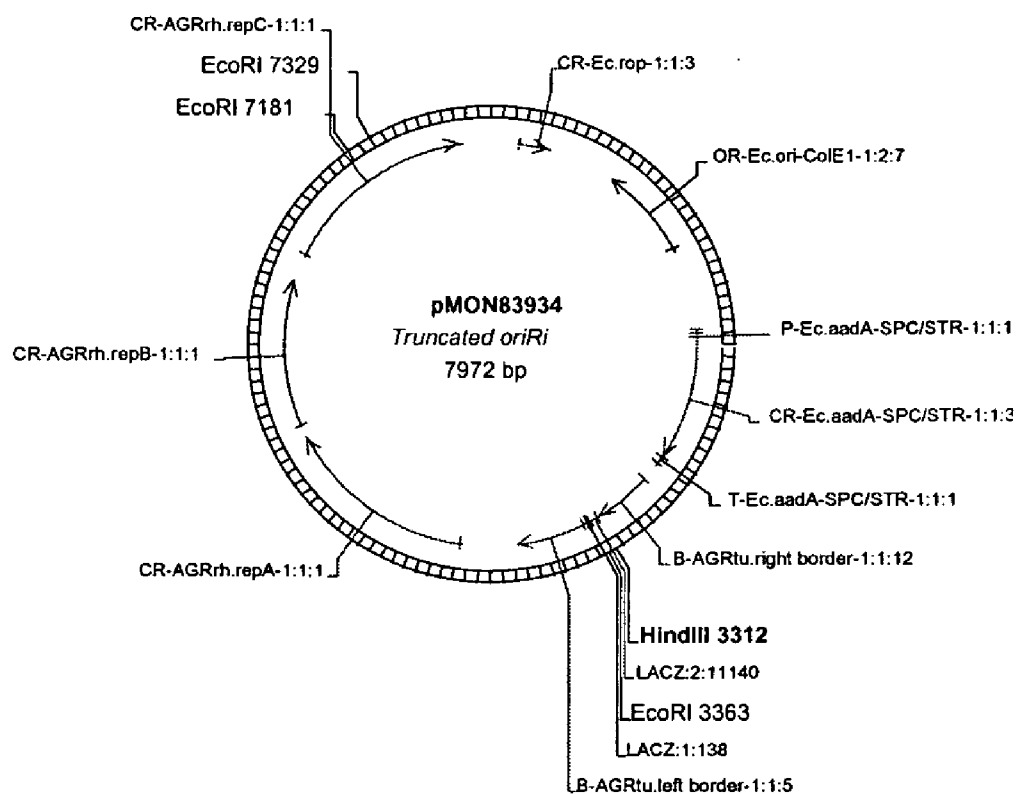 CR-AGRrh.repC-1:1:1
EcoRI 7329
CR-Ec.rop-1:1:3
EcoRI 7181
OR-Ec.ori-ColE1-1:2:7
pMON83934
Truncated oriRi
7972 bp
P-Ec.aadA-SPC/STR-1:1:1
CR-AGRrh.repB-1:1:1
CR-Ec.aadA-SPC/STR-1:1:3
T-Ec.aadA-SPC/STR-1:1:1
B-AGRtu.right border-1:1:12
CR-AGRrh.repA-1:1:1
HindIII 3312
LACZ:2:11140
EcoRI 3363
LACZ:1:138
B-AGRtu.left border-1:1:5